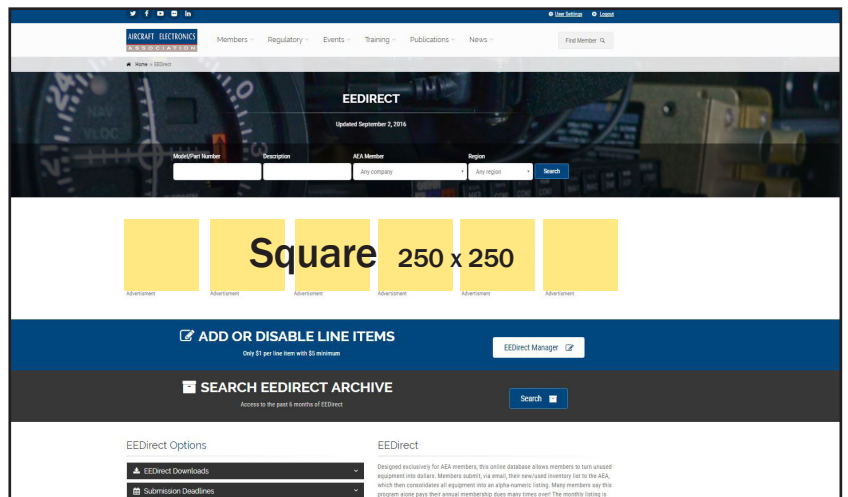 User Settings Logout
AIRCRAFT ELECTRONICS
ASSOCIATION
Members Regulatory Events Training Publications News Find Member
Home > EEDirect
EEDIRECT
Updated September 2, 2016
Model/Part Number Description AEA Member Region
Any company Any region Search
Square 250 x 250
Advertisment Advertisment Advertisment Advertisment Advertisment Advertisment
ADD OR DISABLE LINE ITEMS
Only $1 per line item with $5 minimum
EEDirect Manager
SEARCH EEDIRECT ARCHIVE
Access to the past 6 months of EEDirect
Search
EEDirect Options
EEDirect Downloads
Submission Deadlines
EEDirect
Designed exclusively for AEA members, this online database allows members to turn unused
equipment into dollars. Members submit, via email, their new/used inventory list to the AEA,
which then consolidates all equipment into an alpha-numeric listing. Many members say this
program alone pays their annual membership dues many times over! The monthly listing is